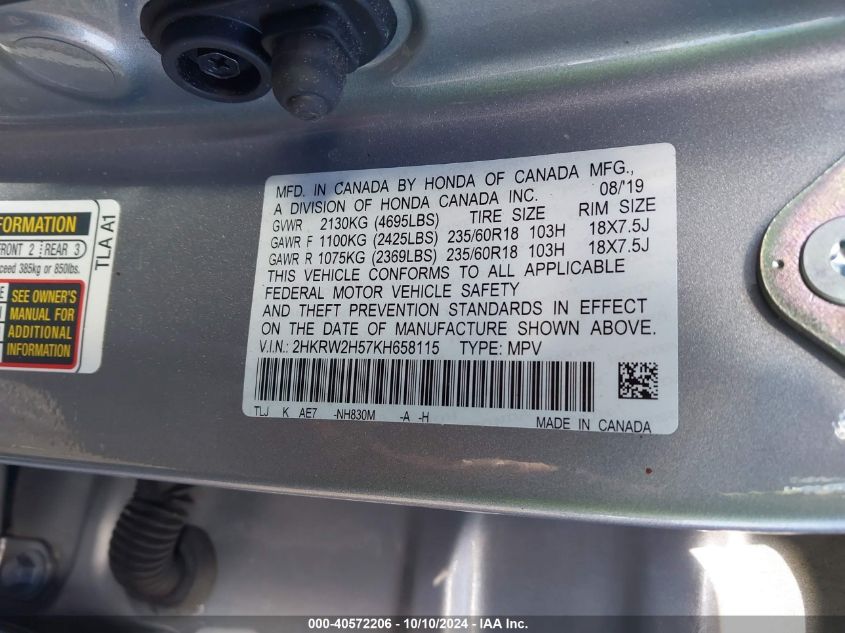 MFD. IN CANADA BY HONDA OF CANADA MFG.,
A DIVISION OF HONDA CANADA INC. 08/'19
GVWR 2130KG (4695LBS) TIRE SIZE RIM SIZE
GAWR F 1100KG (2425LBS) 235/60R18 103H 18X7.5J
GAWR R 1075KG (2369LBS) 235/60R18 103H 18X7.5J
THIS VEHICLE CONFORMS TO ALL APPLICABLE
FEDERAL MOTOR VEHICLE SAFETY
AND THEFT PREVENTION STANDARDS IN EFFECT
ON THE DATE OF MANUFACTURE SHOWN ABOVE.
V.I.N.: 2HKRW2H57KH658115 TYPE: MPV
TLJ K AE7 -NH830M -A -H
MADE IN CANADA
FRONT 2 REAR 3
385kg or 850lbs.
SEE OWNER'S
MANUAL FOR
ADDITIONAL
INFORMATION
TLA A1
000-40572206 - 10/10/2024 - IAA Inc.